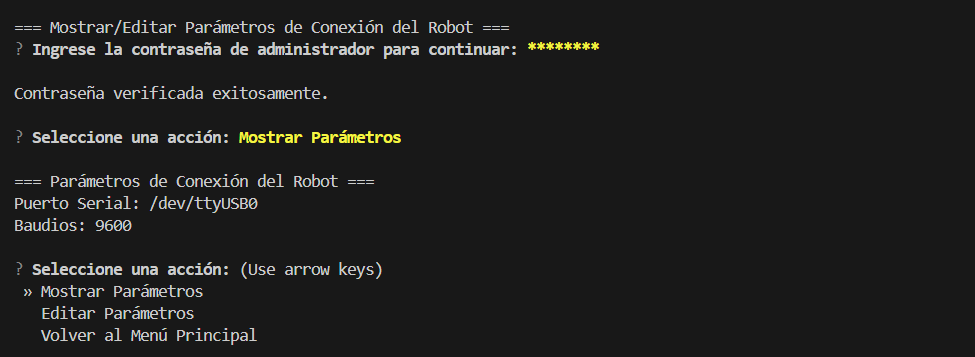 === Mostrar/Editar Parámetros de Conexión del Robot ===
? Ingrese la contraseña de administrador para continuar: ********
Contraseña verificada exitosamente.
? Seleccione una acción: Mostrar Parámetros
=== Parámetros de Conexión del Robot ===
Puerto Serial: /dev/ttyUSB0
Baudios: 9600
? Seleccione una acción: (Use arrow keys)
» Mostrar Parámetros
Editar Parámetros
Volver al Menú Principal